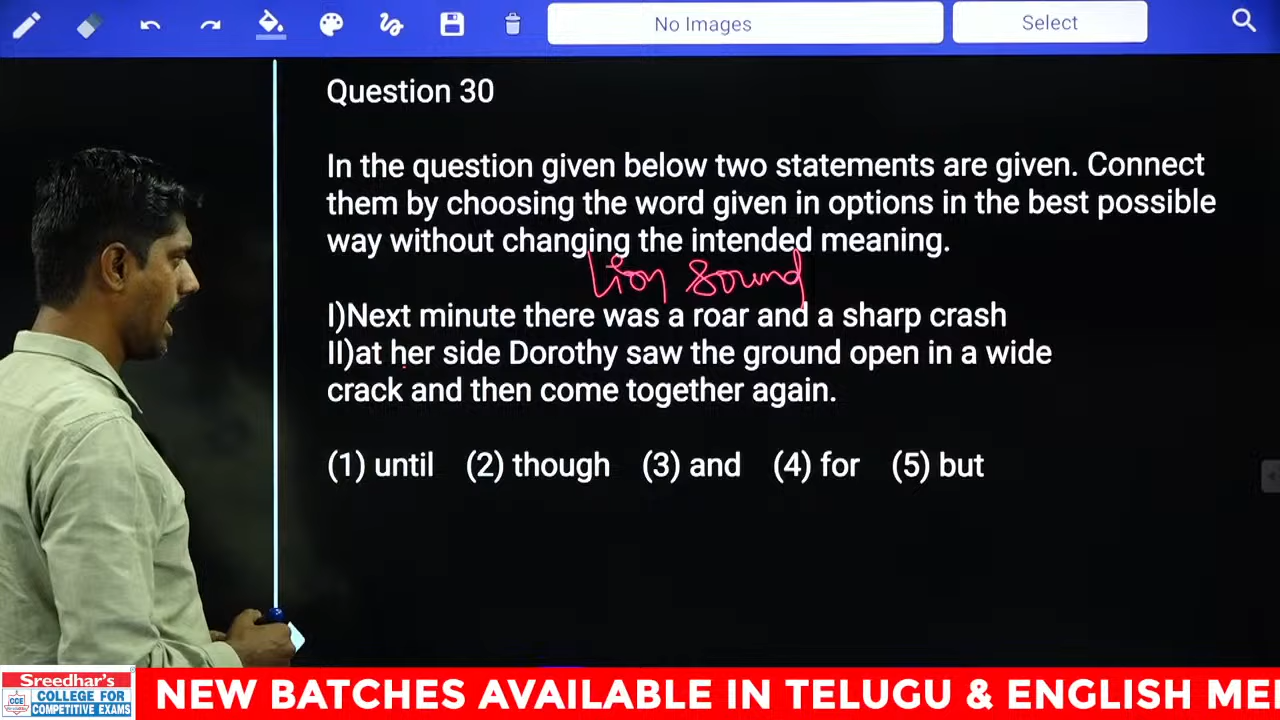 No Images
Select
Question 30
In the question given below two statements are given. Connect
them by choosing the word given in options in the best possible
way without changing the intended meaning.
Lion Sound
I)Next minute there was a roar and a sharp crash
II)at her side Dorothy saw the ground open in a wide
crack and then come together again.
(1) until (2) though (3) and (4) for (5) but
Sreedhar's
CCE
COLLEGE FOR
COMPETITIVE EXAMS
NEW BATCHES AVAILABLE IN TELUGU & ENGLISH ME